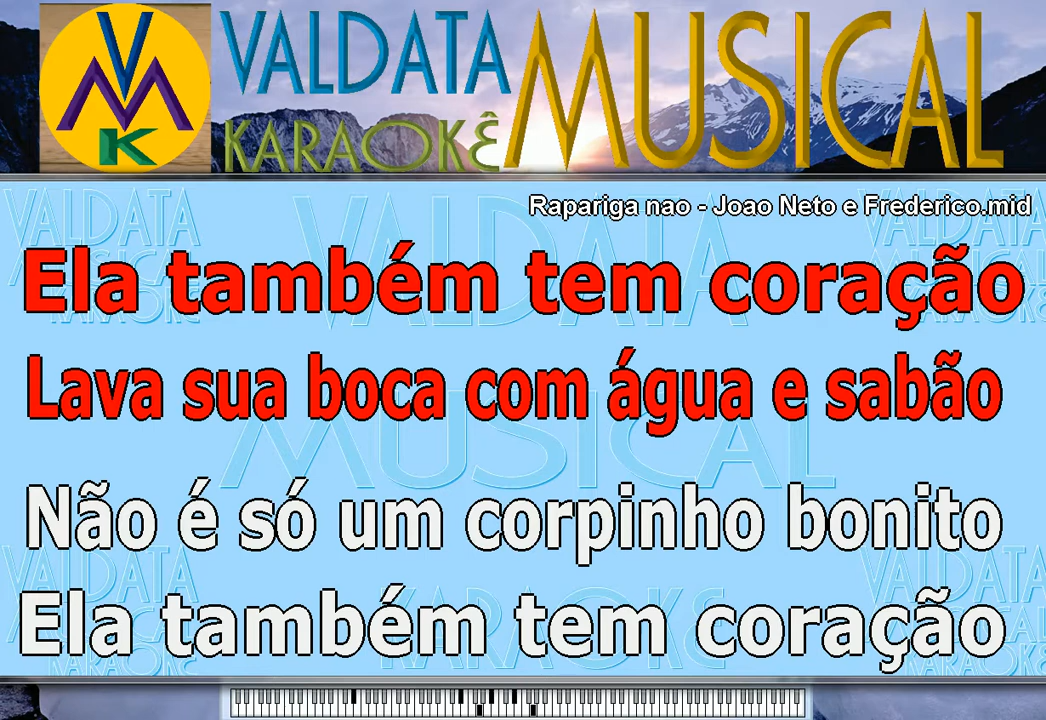 VMK VALDATA MUSICAL
KARAOKÊ
Rapariga nao - Joao Neto e Frederico.mid
Ela também tem coração
Lava sua boca com água e sabão
Não é só um corpinho bonito
Ela também tem coração